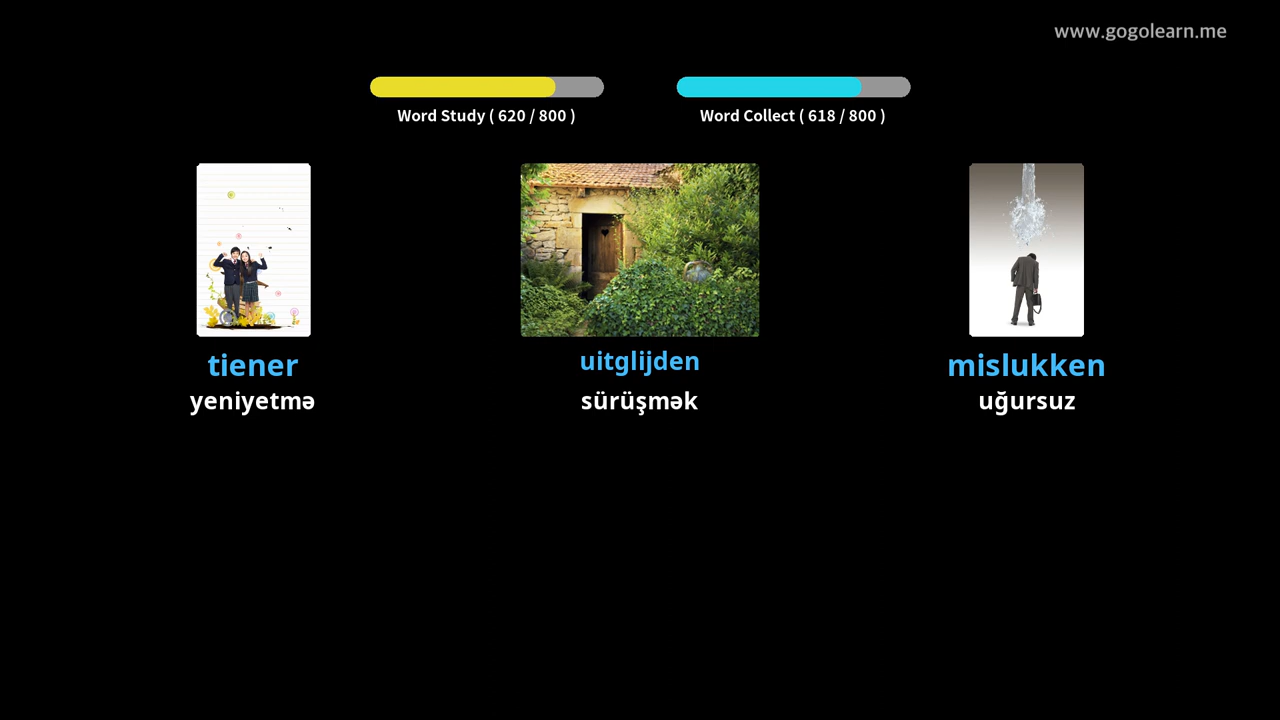 www.gogolearn.me
Word Study ( 620 / 800 )
Word Collect ( 618 / 800 )
tiener
uitglijden
mislukken
yeniyetmə
sürüşmək
uğursuz